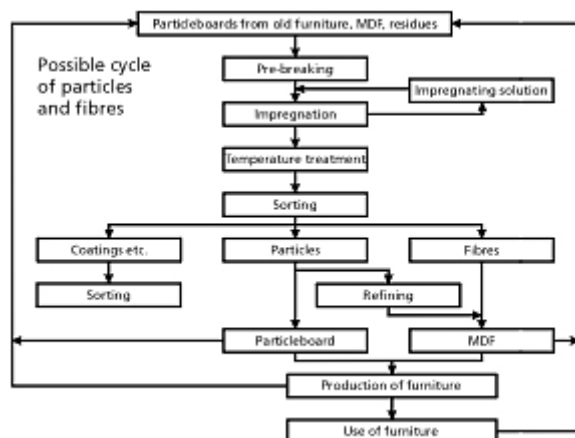 Particleboards from old furniture, MDF, residues
Possible cycle
of particles
and fibres
Pre-breaking
Impregnating solution
Impregnation
Temperature treatment
Sorting
Coatings etc.
Particles
Fibres
Sorting
Refining
Particleboard
MDF
Production of furniture
Use of furniture